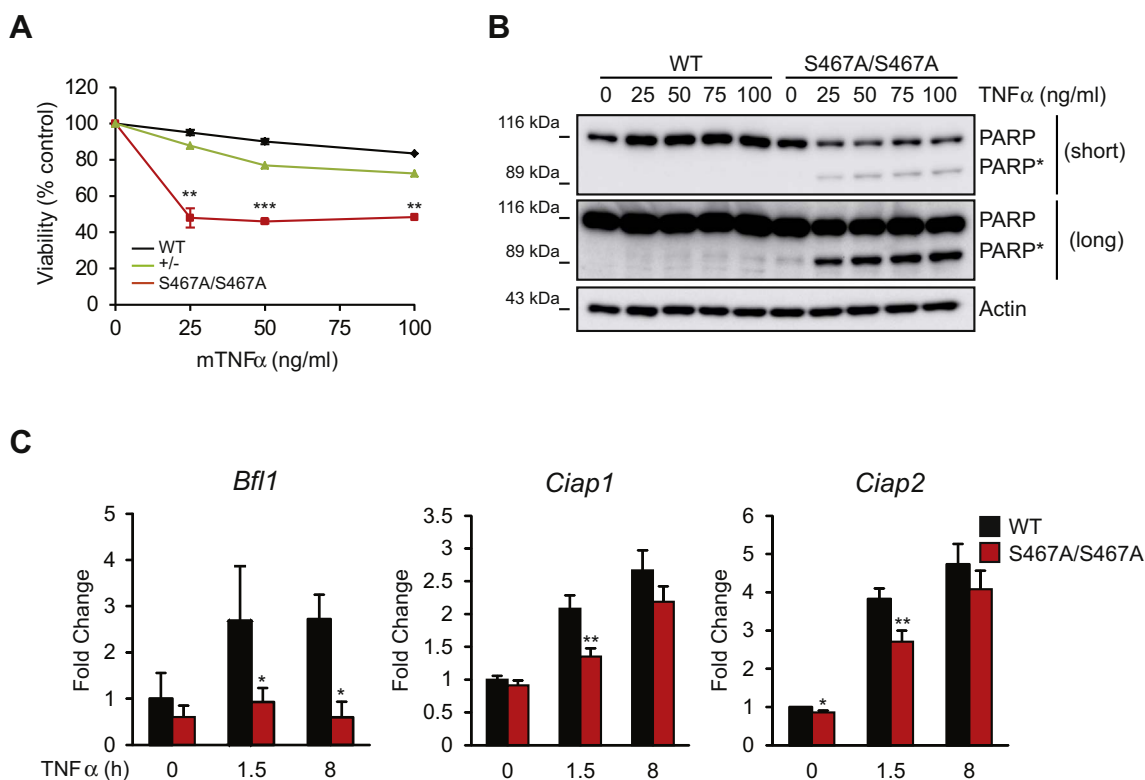 A
120
100
80
60
40
20
0
Viability (% control)
**
***
**
WT
+/-
S467A/S467A
0 25 50 75 100
mTNFα (ng/ml)
B
WT S467A/S467A
0 25 50 75 100 0 25 50 75 100 TNFα (ng/ml)
116 kDa PARP
89 kDa PARP*
(short)
116 kDa PARP
89 kDa PARP*
(long)
43 kDa Actin
C
Bfl1
5
4
3
2
1
0
Fold Change
* *
TNFα (h) 0 1.5 8
Ciap1
3.5
3
2.5
2
1.5
1
0.5
0
Fold Change
**
0 1.5 8
Ciap2
6
5
4
3
2
1
0
Fold Change
* **
0 1.5 8
WT
S467A/S467A